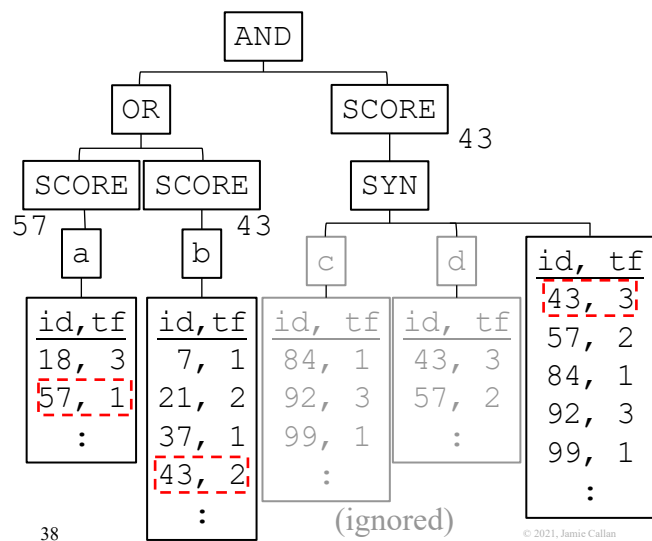 AND
OR
SCORE
43
SCORE
SCORE
SYN
57
43
a
b
c
d
id,tf
18, 3
57, 1
:
id,tf
7, 1
21, 2
37, 1
43, 2
:
id, tf
84, 1
92, 3
99, 1
:
id, tf
43, 3
57, 2
:
id, tf
43, 3
57, 2
84, 1
92, 3
99, 1
:
(ignored)
38
© 2021, Jamie Callan